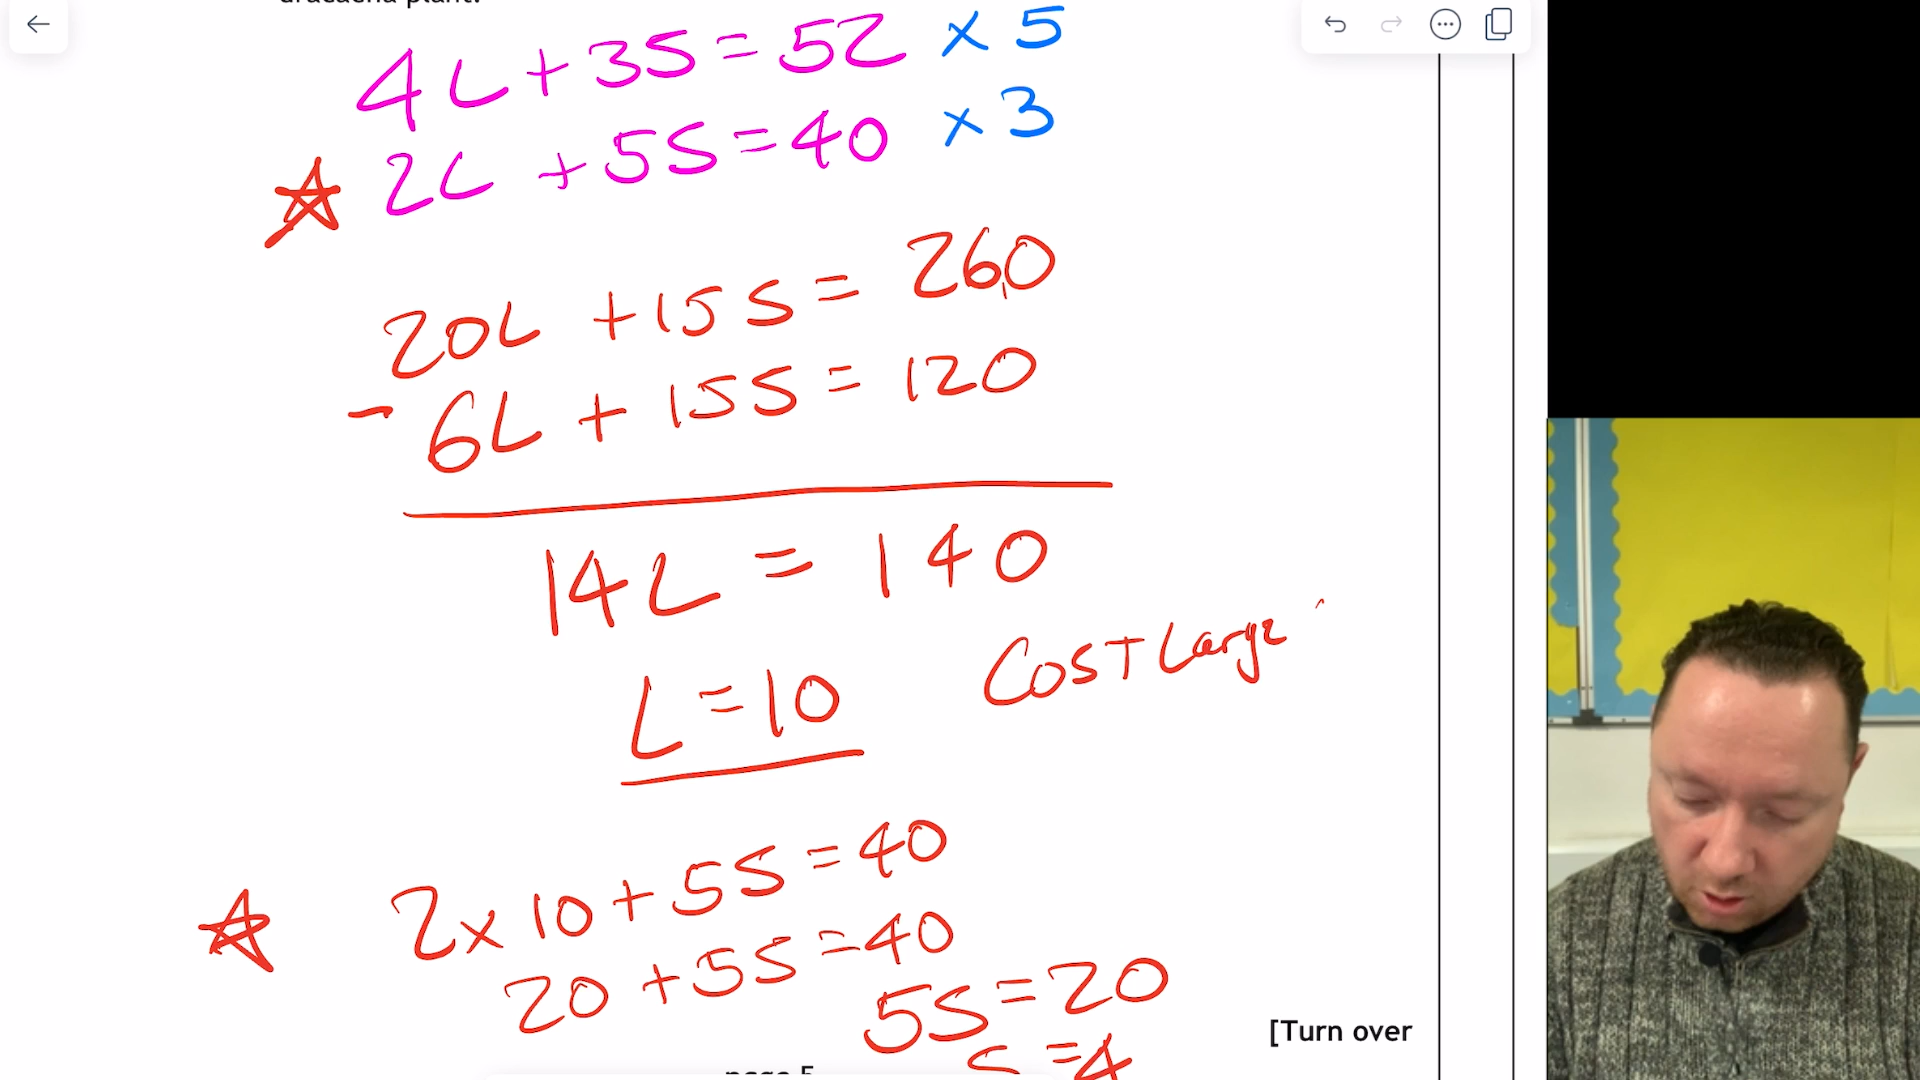 4L + 3S = 52 × 5
2L + 5S = 40 × 3
20L + 15S = 260
- 6L + 15S = 120
14L = 140
Cost Large
L = 10
2 × 10 + 5S = 40
20 + 5S = 40
5S = 20
S = 4
[Turn over